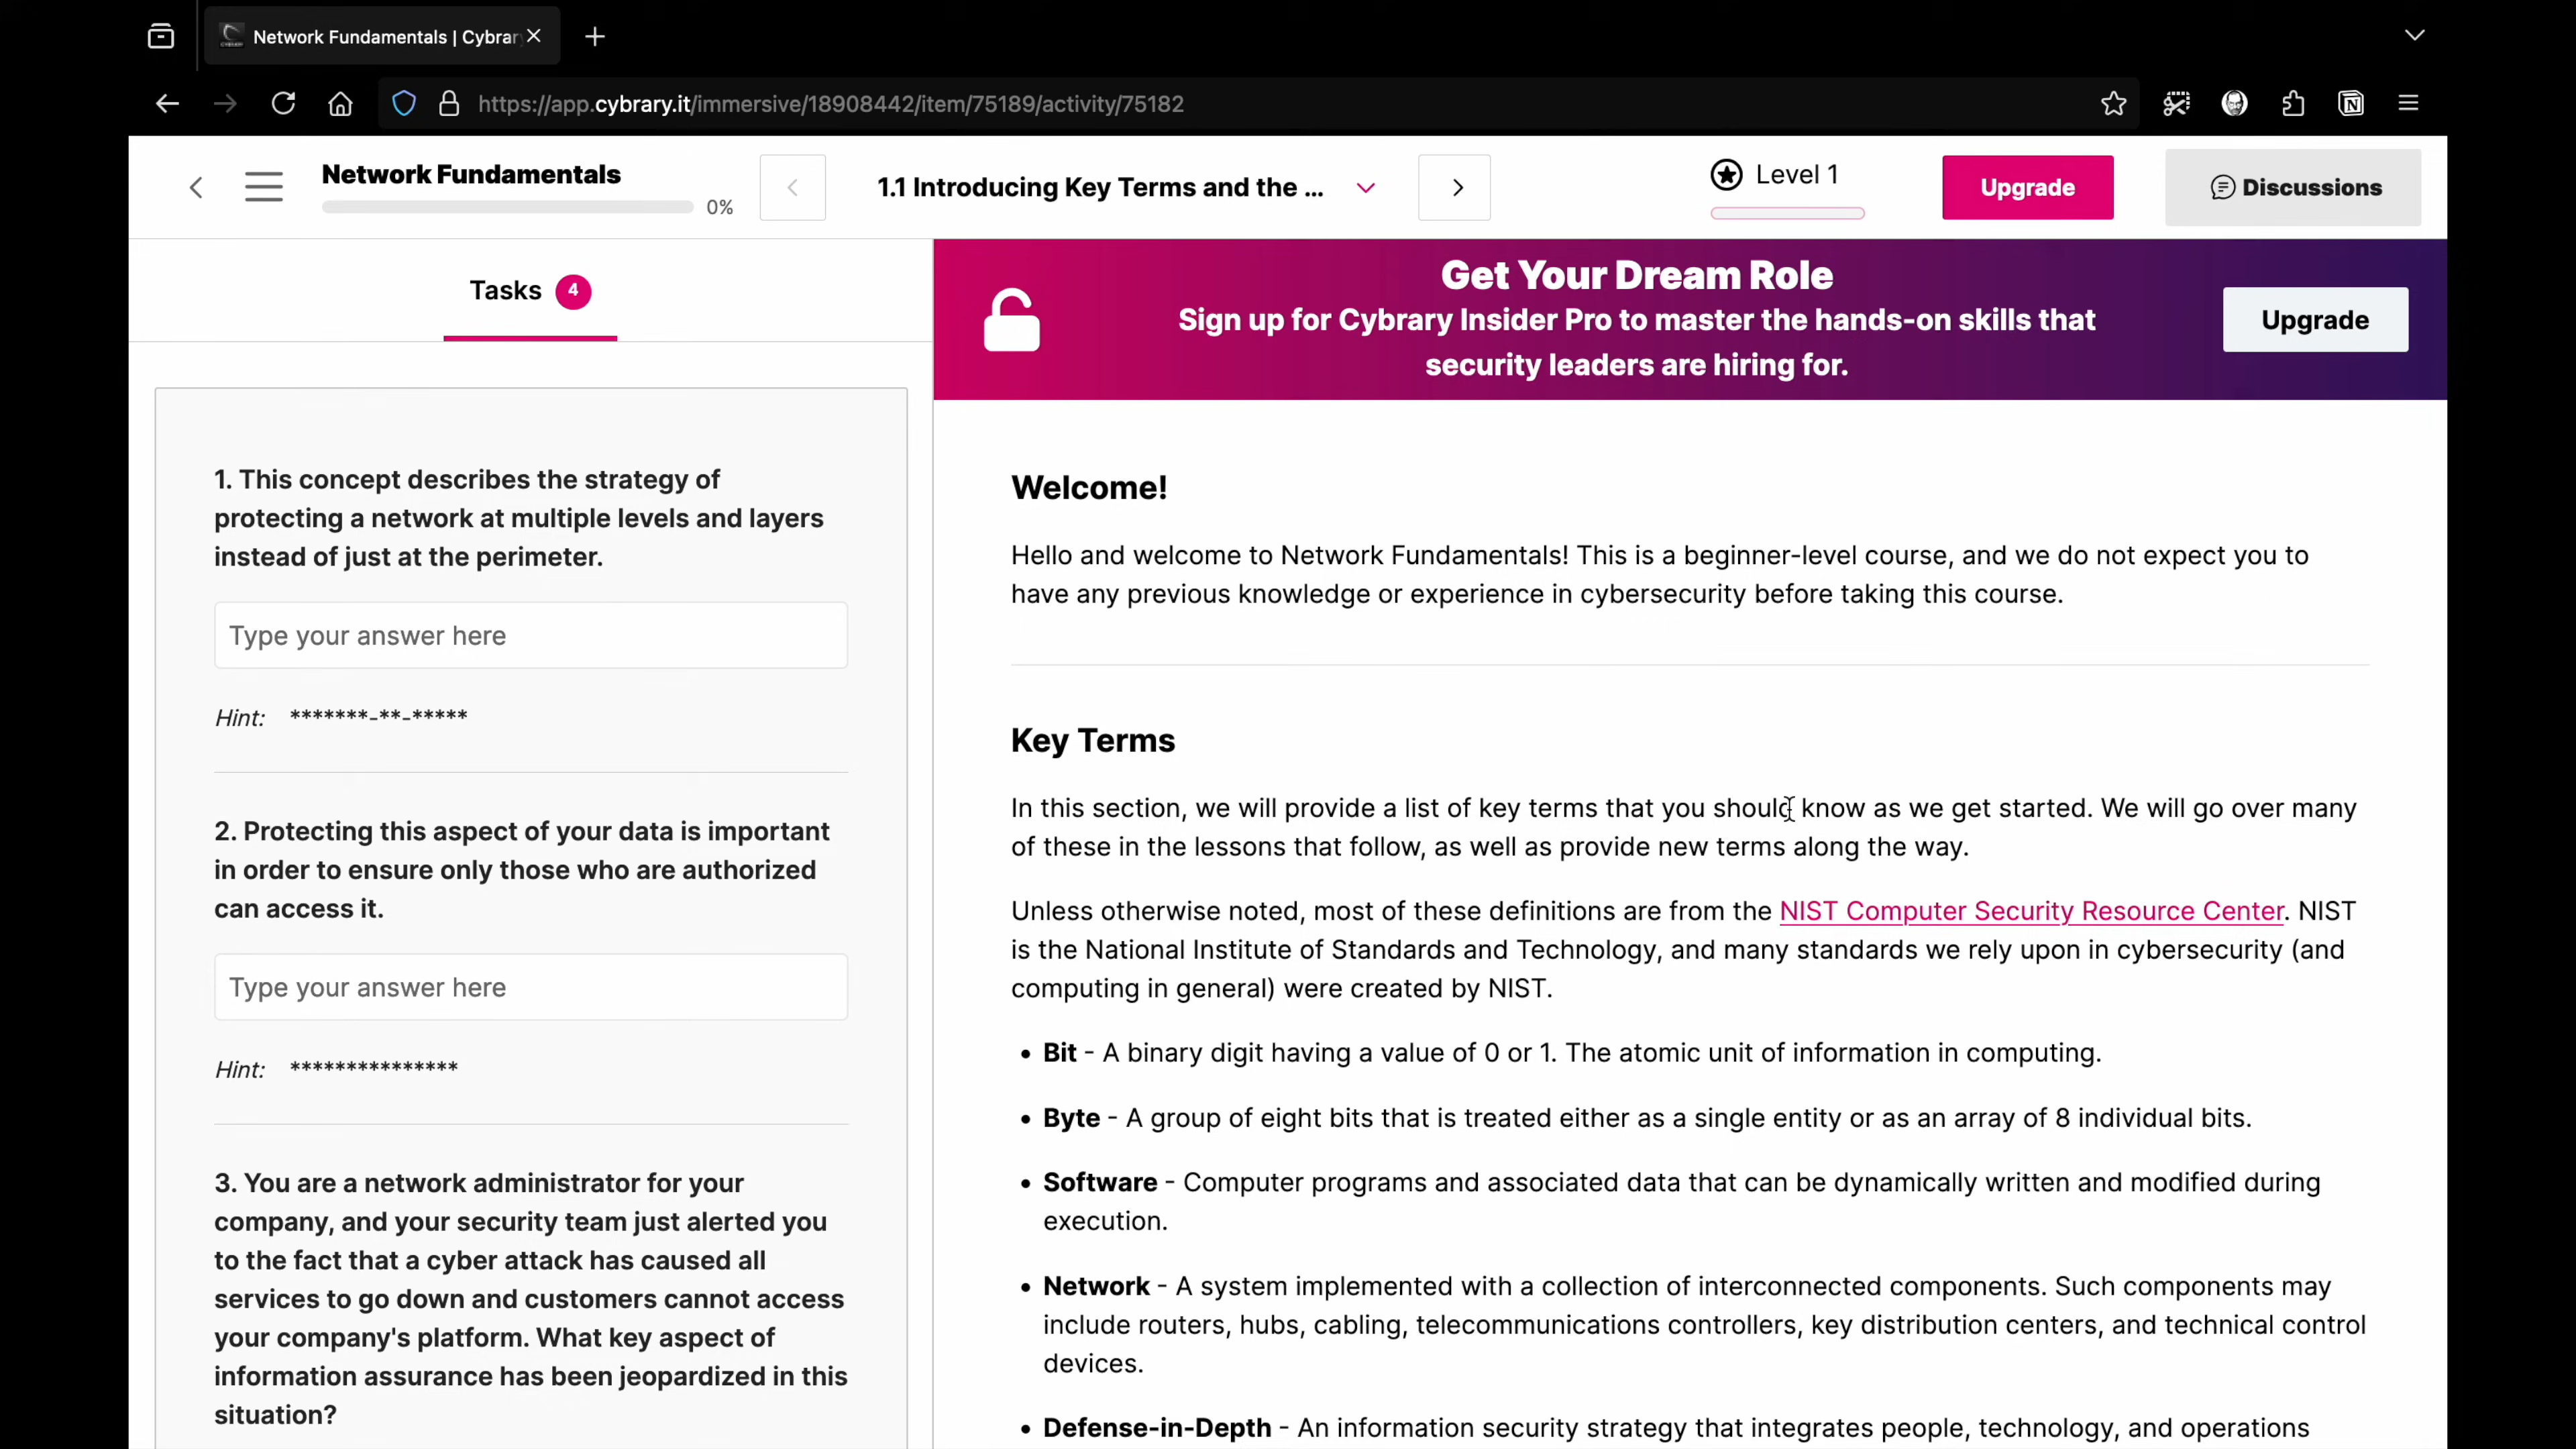 Network Fundamentals | Cybrar
https://app.cybrary.it/immersive/18908442/item/75189/activity/75182
Network Fundamentals
0%
1.1 Introducing Key Terms and the ...
Level 1
Upgrade
Discussions
Tasks 4
Get Your Dream Role
Sign up for Cybrary Insider Pro to master the hands-on skills that
security leaders are hiring for.
Upgrade
1. This concept describes the strategy of
protecting a network at multiple levels and layers
instead of just at the perimeter.
Type your answer here
Hint: *******-**-*****
2. Protecting this aspect of your data is important
in order to ensure only those who are authorized
can access it.
Type your answer here
Hint: ***************
3. You are a network administrator for your
company, and your security team just alerted you
to the fact that a cyber attack has caused all
services to go down and customers cannot access
your company's platform. What key aspect of
information assurance has been jeopardized in this
situation?
Welcome!
Hello and welcome to Network Fundamentals! This is a beginner-level course, and we do not expect you to
have any previous knowledge or experience in cybersecurity before taking this course.
Key Terms
In this section, we will provide a list of key terms that you should know as we get started. We will go over many
of these in the lessons that follow, as well as provide new terms along the way.
Unless otherwise noted, most of these definitions are from the NIST Computer Security Resource Center. NIST
is the National Institute of Standards and Technology, and many standards we rely upon in cybersecurity (and
computing in general) were created by NIST.
• Bit - A binary digit having a value of 0 or 1. The atomic unit of information in computing.
• Byte - A group of eight bits that is treated either as a single entity or as an array of 8 individual bits.
• Software - Computer programs and associated data that can be dynamically written and modified during
execution.
• Network - A system implemented with a collection of interconnected components. Such components may
include routers, hubs, cabling, telecommunications controllers, key distribution centers, and technical control
devices.
• Defense-in-Depth - An information security strategy that integrates people, technology, and operations